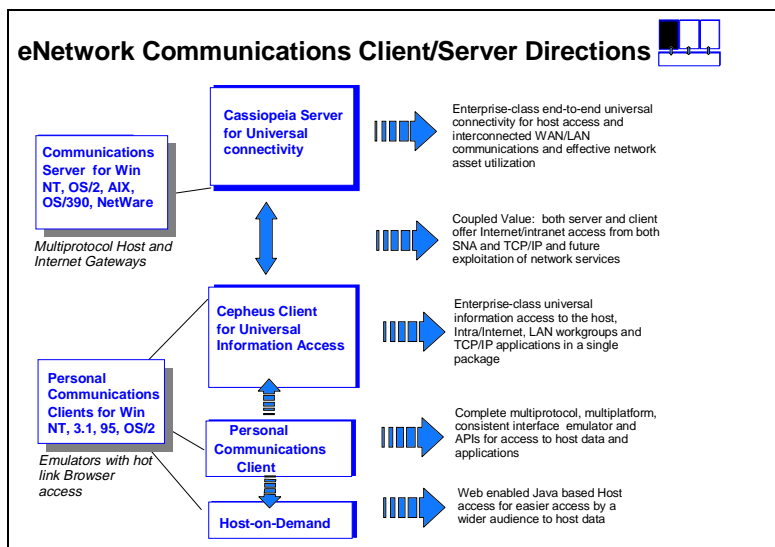 eNetwork Communications Client/Server Directions
Cassiopeia Server
for Universal
connectivity
Enterprise-class end-to-end universal
connectivity for host access and
interconnected WAN/LAN
communications and effective network
asset utilization
Communications
Server for Win
NT, OS/2, AIX,
OS/390, NetWare
Multiprotocol Host and
Internet Gateways
Coupled Value: both server and client
offer Internet/intranet access from both
SNA and TCP/IP and future
exploitation of network services
Cepheus Client
for Universal
Information Access
Enterprise-class universal
information access to the host,
Intra/Internet, LAN workgroups and
TCP/IP applications in a single
package
Personal
Communications
Clients for Win
NT, 3.1, 95, OS/2
Emulators with hot
link Browser
access
Personal
Communications
Client
Complete multiprotocol, multiplatform,
consistent interface emulator and
APIs for access to host data and
applications
Host-on-Demand
Web enabled Java based Host
access for easier access by a
wider audience to host data